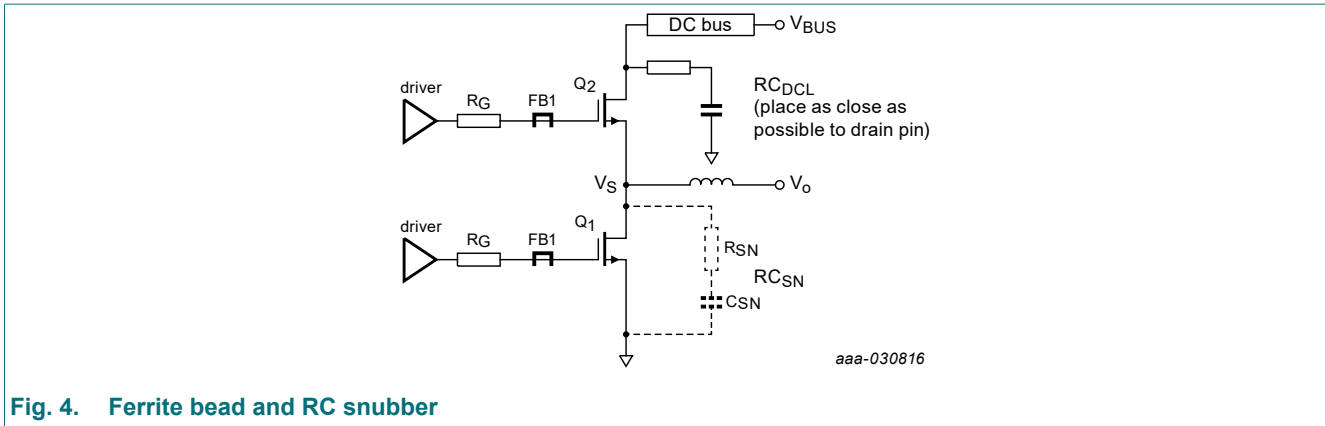 DC bus
VBUS
driver
RG
FB1
Q2
RCDCL
(place as close as
possible to drain pin)
VS
Vo
driver
RG
FB1
Q1
RSN
RCSN
CSN
aaa-030816
Fig. 4. Ferrite bead and RC snubber